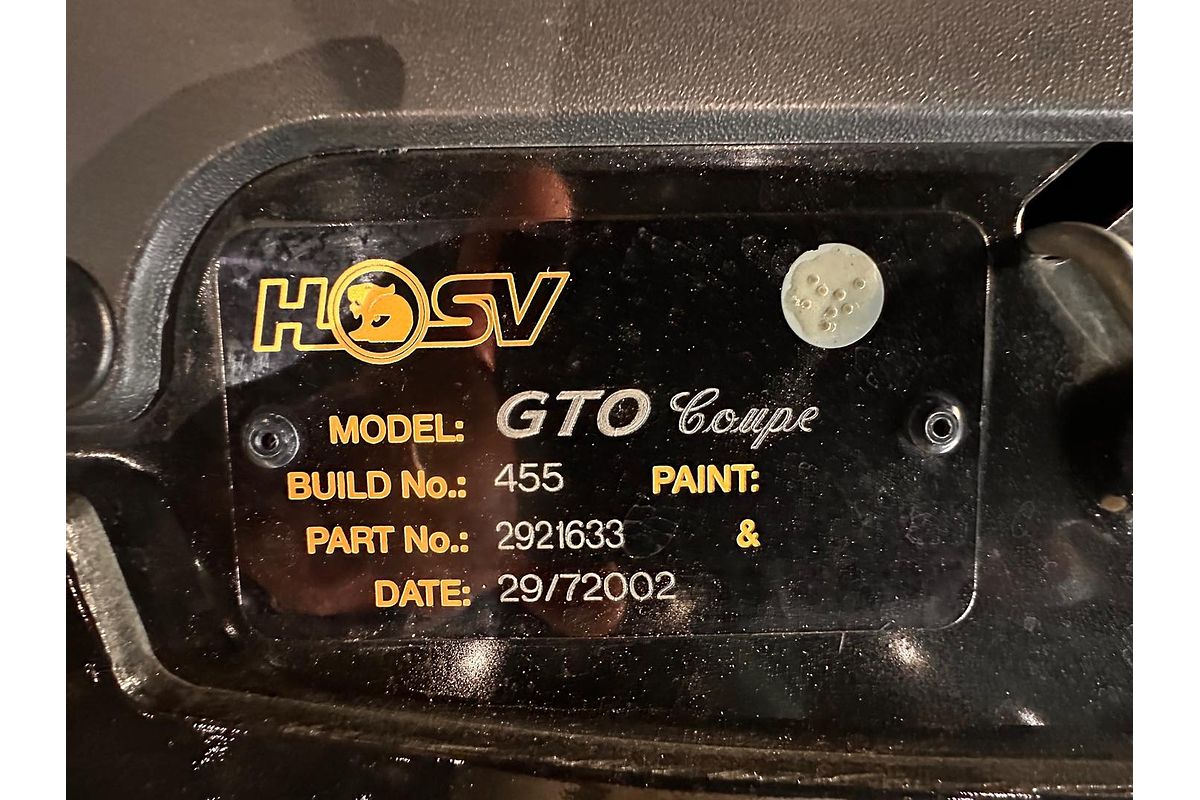 HSV
MODEL: GTO Coupe
BUILD No.: 455 PAINT:
PART No.: 2921633 &
DATE: 29/72002